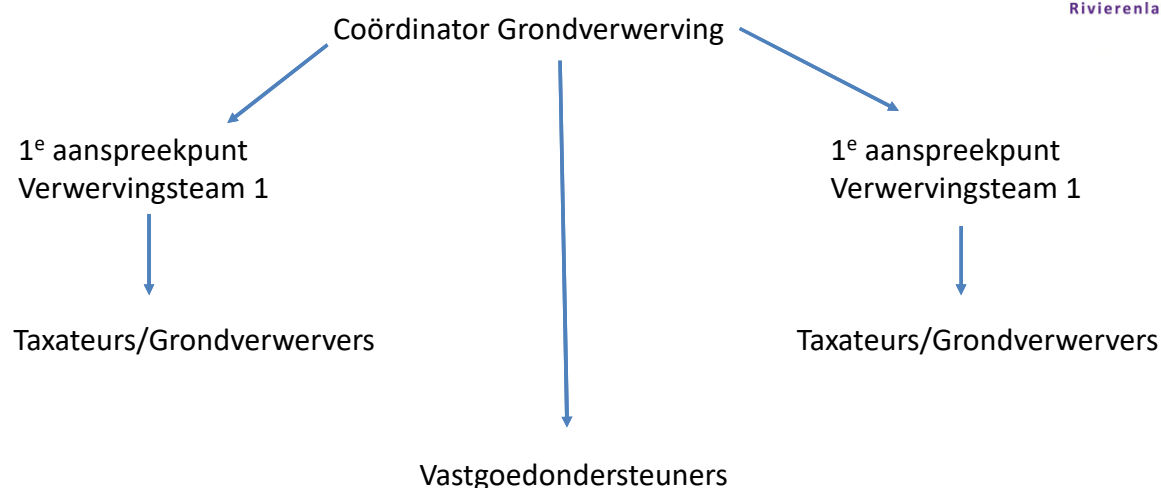 Rivierenla
Coördinator Grondverwerving
1e aanspreekpunt
Verwervingsteam 1
1e aanspreekpunt
Verwervingsteam 1
Taxateurs/Grondverwervers
Taxateurs/Grondverwervers
Vastgoedondersteuners